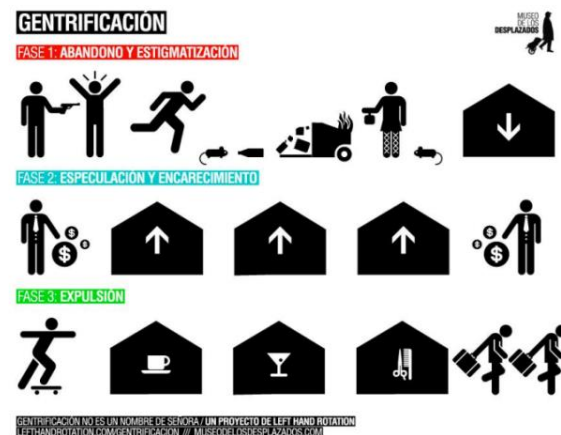 GENTRIFICACIÓN
MUSEO
DE LOS
DESPLAZADOS
FASE 1: ABANDONO Y ESTIGMATIZACIÓN
FASE 2: ESPECULACIÓN Y ENCARECIMIENTO
$ $ $
$ $ $
FASE 3: EXPULSIÓN
GENTRIFICACIÓN NO ES UN NOMBRE DE SEÑORA / UN PROYECTO DE LEFT HAND ROTATION
LEFTHANDROTATION.COM/GENTRIFICACION /// MUSEODELOSDESPLAZADOS.COM